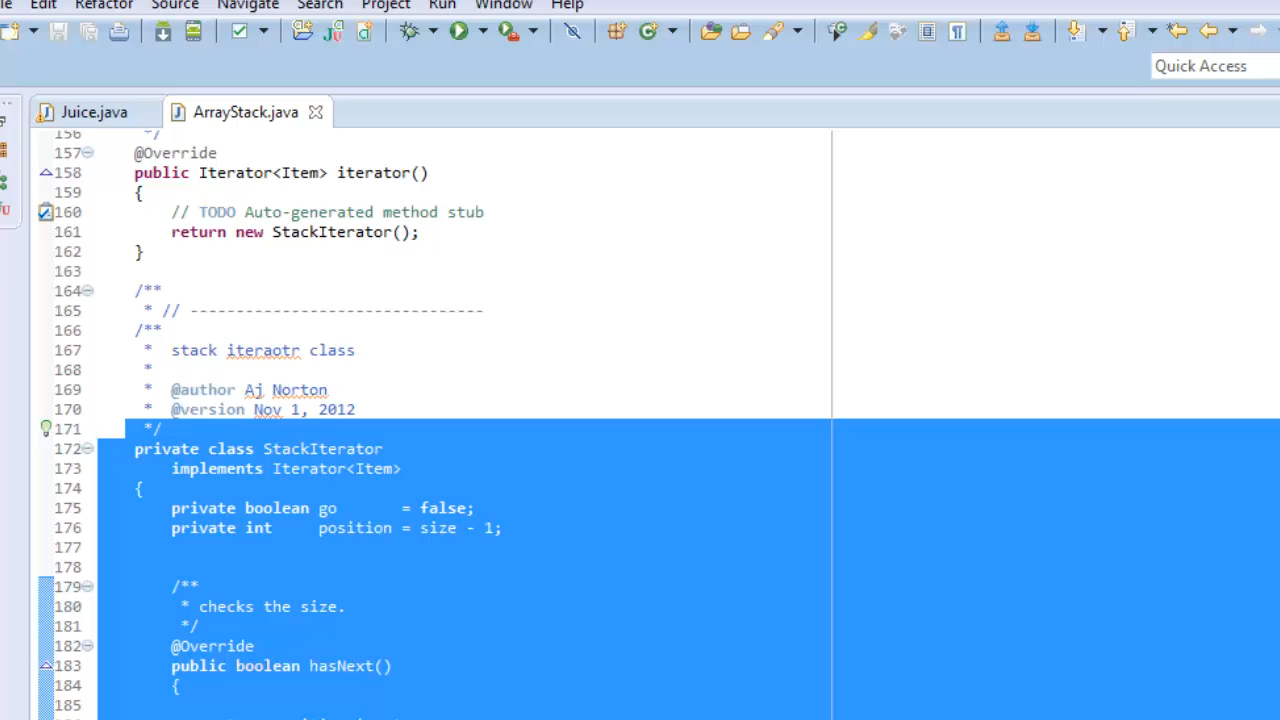 Edit Refactor Source Navigate Search Project Run Window Help
Quick Access
Juice.java ArrayStack.java
156 */
157 @Override
158 public Iterator<Item> iterator()
159 {
160 // TODO Auto-generated method stub
161 return new StackIterator();
162 }
163
164 /**
165 * // --------------------------------
166 /**
167 * stack iteraotr class
168 *
169 * @author Aj Norton
170 * @version Nov 1, 2012
171 */
172 private class StackIterator
173 implements Iterator<Item>
174 {
175 private boolean go = false;
176 private int position = size - 1;
177
178
179 /**
180 * checks the size.
181 */
182 @Override
183 public boolean hasNext()
184 {
185